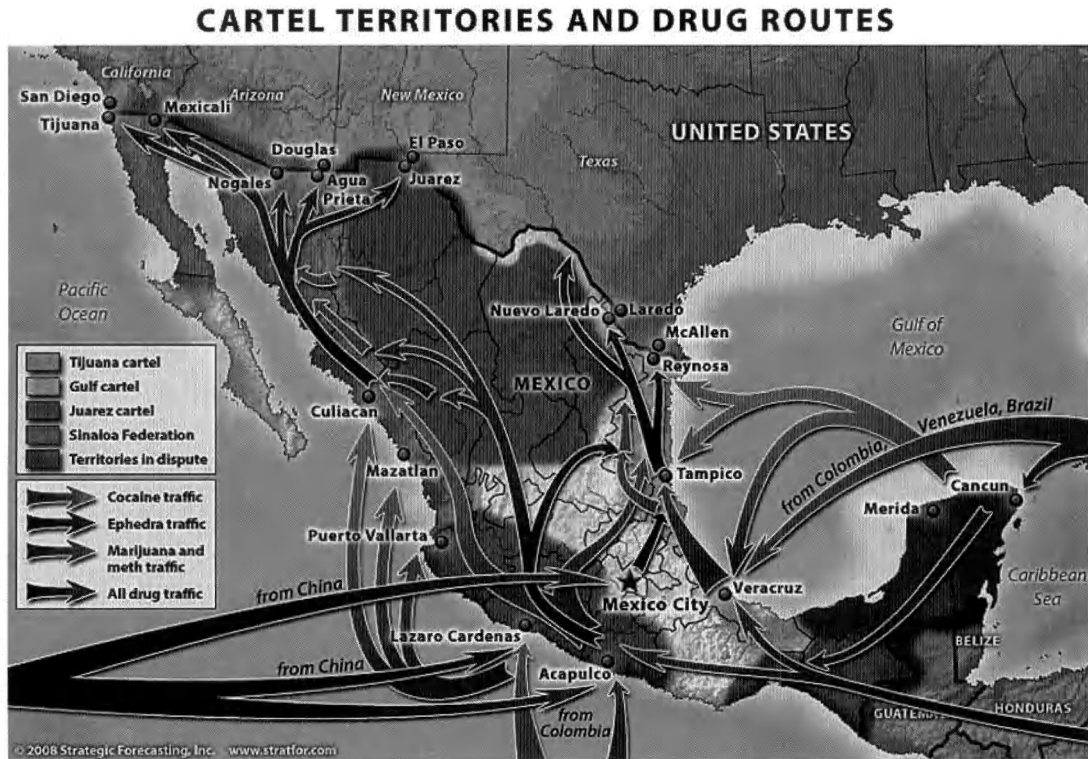 CARTEL TERRITORIES AND DRUG ROUTES
California
Arizona
New Mexico
San Diego
Tijuana
Mexicali
Douglas
El Paso
Nogales
Agua
Prieta
Juarez
UNITED STATES
Texas
Pacific
Ocean
Nuevo Laredo
Laredo
McAllen
Reynosa
Gulf of
Mexico
Tijuana cartel
Gulf cartel
Juarez cartel
Sinaloa Federation
Territories in dispute
MEXICO
Culiacan
Mazatlan
Tampico
from Colombia, Venezuela, Brazil
Cancun
Merida
Cocaine traffic
Ephedra traffic
Marijuana and
meth traffic
All drug traffic
Puerto Vallarta
from China
Mexico City
Veracruz
Caribbean
Sea
Lazaro Cardenas
BELIZE
from China
Acapulco
from
Colombia
GUATEMALA
HONDURAS
© 2008 Strategic Forecasting, Inc. www.stratfor.com